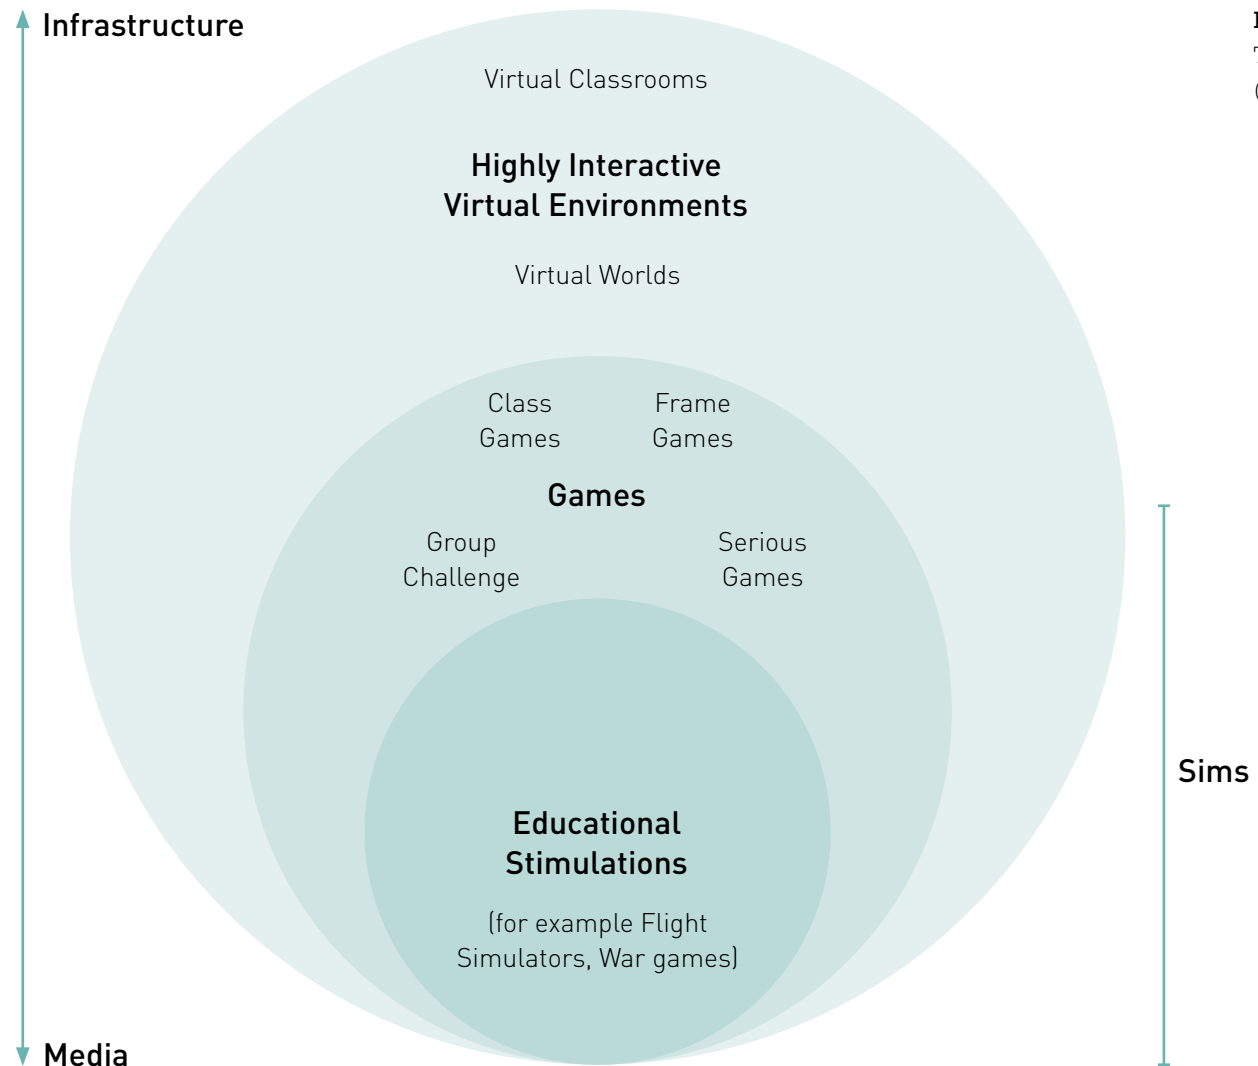 Infrastructure
Virtual Classrooms
Highly Interactive
Virtual Environments
Virtual Worlds
Class
Games
Frame
Games
Games
Group
Challenge
Serious
Games
Sims
Educational
Stimulations
(for example Flight
Simulators, War games)
Media